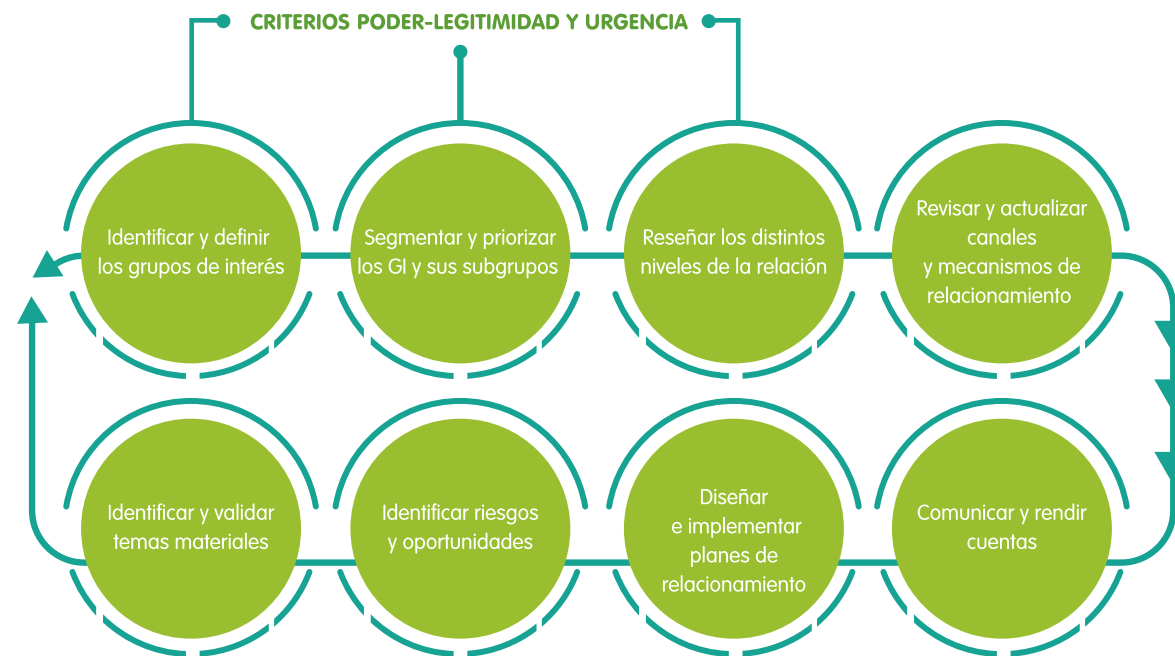 CRITERIOS PODER-LEGITIMIDAD Y URGENCIA
Identificar y definir
los grupos de interés
Segmentar y priorizar
los GI y sus subgrupos
Reseñar los distintos
niveles de la relación
Revisar y actualizar
canales
y mecanismos de
relacionamiento
Identificar y validar
temas materiales
Identificar riesgos
y oportunidades
Diseñar
e implementar
planes de
relacionamiento
Comunicar y rendir
cuentas